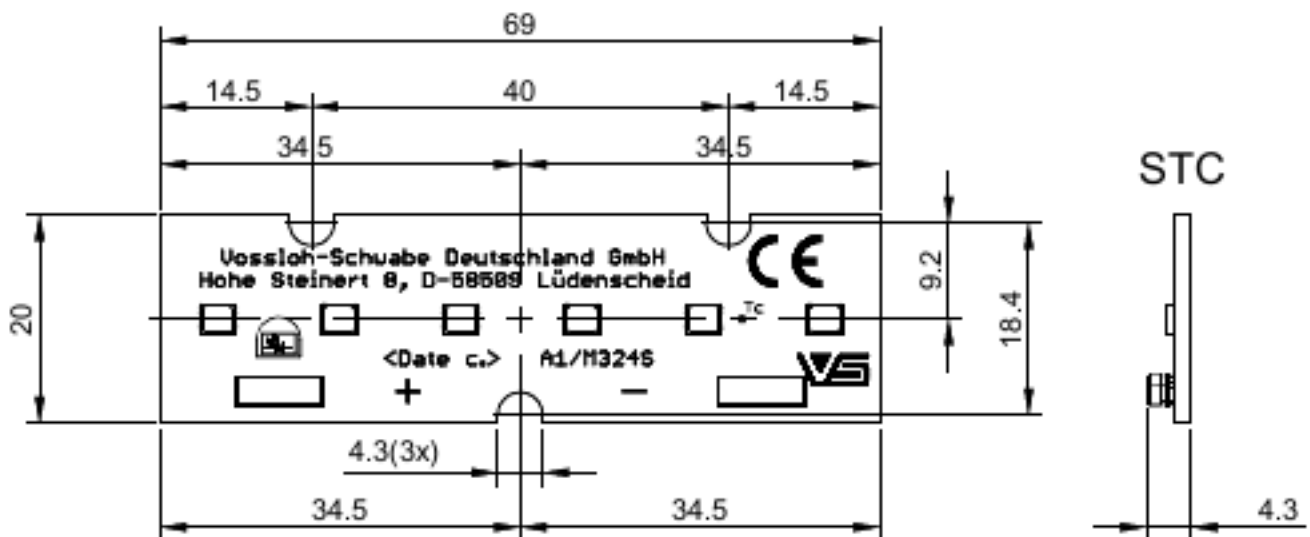 69
14.5 40 14.5
34.5 34.5
STC
Vossloh-Schwabe Deutschland GmbH
Hohe Steinert 8, D-58509 Lüdenscheid
CE
9.2
18.4
20
Tc
<Date c.> A1/M3246
VS
+ -
4.3(3x)
34.5 34.5
4.3